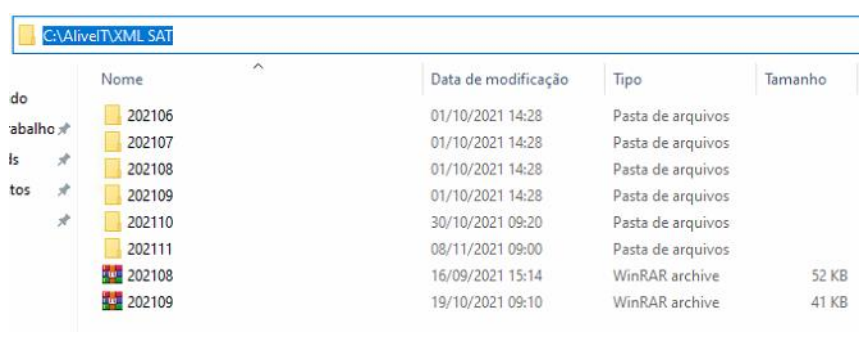 C:\AliveIT\XML SAT
Nome Data de modificação Tipo Tamanho
do
202106 01/10/2021 14:28 Pasta de arquivos
abalho 202107 01/10/2021 14:28 Pasta de arquivos
ls 202108 01/10/2021 14:28 Pasta de arquivos
tos 202109 01/10/2021 14:28 Pasta de arquivos
202110 30/10/2021 09:20 Pasta de arquivos
202111 08/11/2021 09:00 Pasta de arquivos
202108 16/09/2021 15:14 WinRAR archive 52 KB
202109 19/10/2021 09:10 WinRAR archive 41 KB